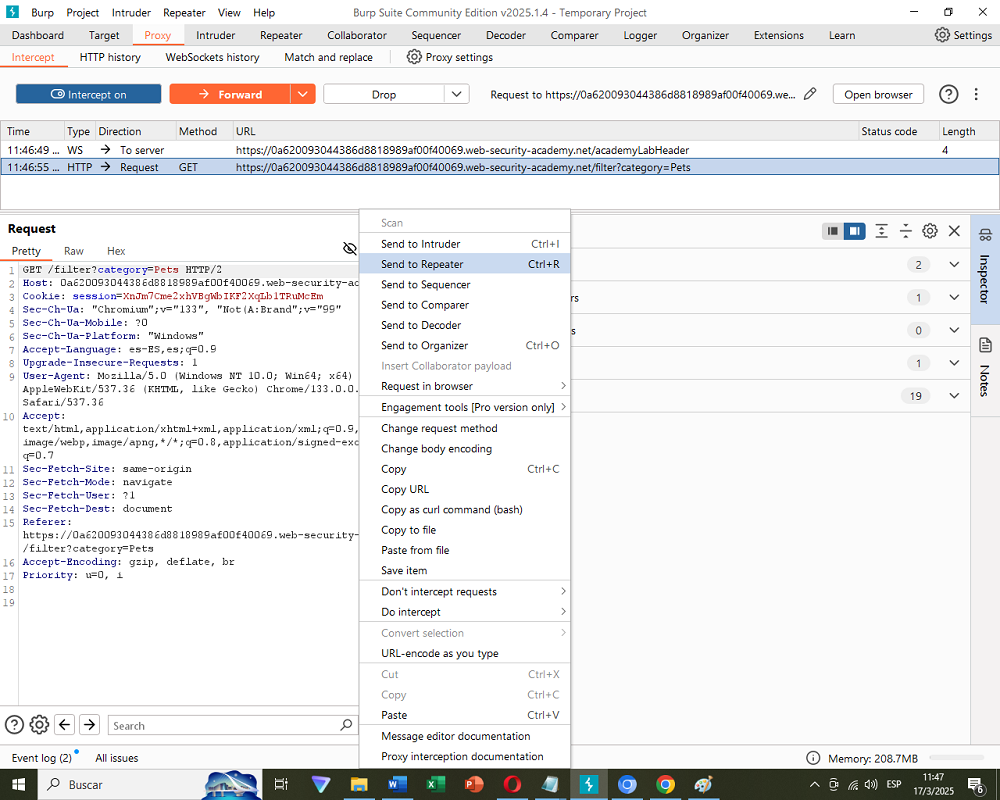 Burp Project Intruder Repeater View Help Burp Suite Community Edition v2025.1.4 - Temporary Project
Dashboard Target Proxy Intruder Repeater Collaborator Sequencer Decoder Comparer Logger Organizer Extensions Learn Settings
Intercept HTTP history WebSockets history Match and replace Proxy settings
Intercept on Forward Drop Request to https://0a620093044386d8818989af00f40069.we... Open browser
Time Type Direction Method URL Status code Length
11:46:49 ... WS To server https://0a620093044386d8818989af00f40069.web-security-academy.net/academyLabHeader 4
11:46:55 ... HTTP Request GET https://0a620093044386d8818989af00f40069.web-security-academy.net/filter?category=Pets
Request
Pretty Raw Hex
1 GET /filter?category=Pets HTTP/2
2 Host: 0a620093044386d8818989af00f40069.web-security-ac
3 Cookie: session=XnJm7Cme2xhVEgWbIKF2XqLb1TRuMcEm
4 Sec-Ch-Ua: "Chromium";v="133", "Not(A:Brand";v="99"
5 Sec-Ch-Ua-Mobile: ?0
6 Sec-Ch-Ua-Platform: "Windows"
7 Accept-Language: es-ES,es;q=0.9
8 Upgrade-Insecure-Requests: 1
9 User-Agent: Mozilla/5.0 (Windows NT 10.0; Win64; x64)
AppleWebKit/537.36 (KHTML, like Gecko) Chrome/133.0.0.
Safari/537.36
10 Accept:
text/html,application/xhtml+xml,application/xml;q=0.9,
image/webp,image/apng,*/*;q=0.8,application/signed-exc
q=0.7
11 Sec-Fetch-Site: same-origin
12 Sec-Fetch-Mode: navigate
13 Sec-Fetch-User: ?1
14 Sec-Fetch-Dest: document
15 Referer:
https://0a620093044386d8818989af00f40069.web-security-
/filter?category=Pets
16 Accept-Encoding: gzip, deflate, br
17 Priority: u=0, i
18
19
Scan
Send to Intruder Ctrl+I
Send to Repeater Ctrl+R
Send to Sequencer
Send to Comparer
Send to Decoder
Send to Organizer Ctrl+O
Insert Collaborator payload
Request in browser
Engagement tools [Pro version only]
Change request method
Change body encoding
Copy Ctrl+C
Copy URL
Copy as curl command (bash)
Copy to file
Paste from file
Save item
Don't intercept requests
Do intercept
Convert selection
URL-encode as you type
Cut Ctrl+X
Copy Ctrl+C
Paste Ctrl+V
Message editor documentation
Proxy interception documentation
2
rs 1
s 0
1
19
Inspector
Notes
Search
Event log (2) All issues Memory: 208.7MB
Buscar ESP 11:47
17/3/2025 6